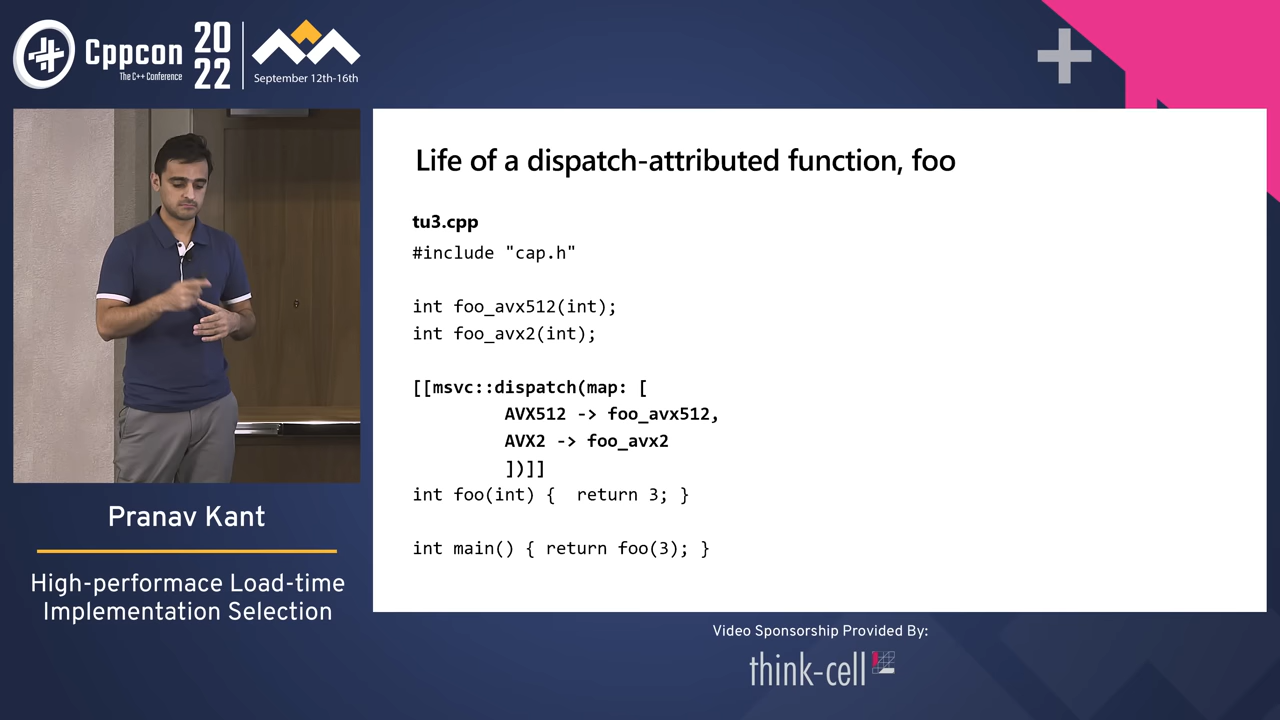 Cppcon
The C++ Conference
20
22
September 12th-16th
Life of a dispatch-attributed function, foo
tu3.cpp
#include "cap.h"
int foo_avx512(int);
int foo_avx2(int);
[[msvc::dispatch(map: [
AVX512 -> foo_avx512,
AVX2 -> foo_avx2
])]]
int foo(int) {  return 3; }
int main() { return foo(3); }
Pranav Kant
High-performace Load-time
Implementation Selection
Video Sponsorship Provided By:
think-cell